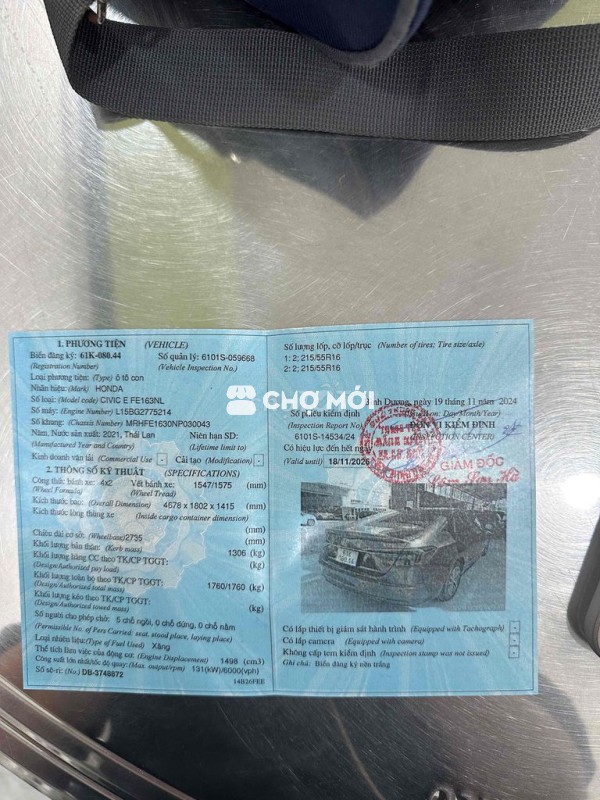 1. PHƯƠNG TIỆN (VEHICLE)
Biển đăng ký: 61K-080.44 Số quản lý: 6101S-059668
(Registration Number) (Vehicle Inspection No.)
Loại phương tiện: (Type) ô tô con
Nhãn hiệu: (Mark) HONDA
Số loại: (Model code) CIVIC E FE163NL
Số máy: (Engine Number) L15BG2775214
Số khung: (Chassis Number) MRHFE1630NP030043
Năm, Nước sản xuất: 2021, Thái Lan Niên hạn SD:
(Manufactured Year and Country) (Lifetime limit to)
Kinh doanh vận tải (Commercial Use) - Cải tạo (Modification) -
2. THÔNG SỐ KỸ THUẬT (SPECIFICATIONS)
Công thức bánh xe: 4x2 Vết bánh xe: 1547/1575 (mm)
(Wheel Formula) (Wheel Tread)
Kích thước bao: (Overall Dimension) 4678 x 1802 x 1415 (mm)
Kích thước lòng thùng xe
(Inside cargo container dimension)
(mm)
Chiều dài cơ sở: (Wheelbase) 2735 (mm)
Khối lượng bản thân: (Kerb mass) 1306 (kg)
Khối lượng hàng CC theo TK/CP TGGT:
(Design/Authorized pay load) (kg)
Khối lượng toàn bộ theo TK/CP TGGT:
(Design/Authorized total mass) 1760/1760 (kg)
Khối lượng kéo theo TK/CP TGGT:
(Design/Authorized towed mass) (kg)
Số người cho phép chở: 5 chỗ ngồi, 0 chỗ đứng, 0 chỗ nằm
(Permissible No. of Pers Carried: seat, stood place, laying place)
Loại nhiên liệu: (Type of Fuel Used) Xăng
Thể tích làm việc của động cơ: (Engine Displacement) 1498 (cm3)
Công suất lớn nhất/tốc độ quay: (Max. output/rpm) 131(kW)/6000(vph)
Số sê-ri: (No.) DB-3748872
14B26FEE
Số lượng lốp, cỡ lốp/trục (Number of tires; Tire size/axle)
1: 2; 215/55R16
2: 2; 215/55R16
CHỢ MỚI
Bình Dương, ngày 19 tháng 11 năm 2024
Số phiếu kiểm định (Issued on: Day/Month/Year)
(Inspection Report No) ĐƠN VỊ KIỂM ĐỊNH
6101S-14534/24 (INSPECTION CENTER)
Có hiệu lực đến hết ngày
(Valid until) 18/11/2026
GIÁM ĐỐC
Có lắp thiết bị giám sát hành trình (Equipped with Tachograph) -
Có lắp camera (Equipped with camera) -
Không cấp tem kiểm định (Inspection stamp was not issued) -
Ghi chú: Biển đăng ký nền trắng